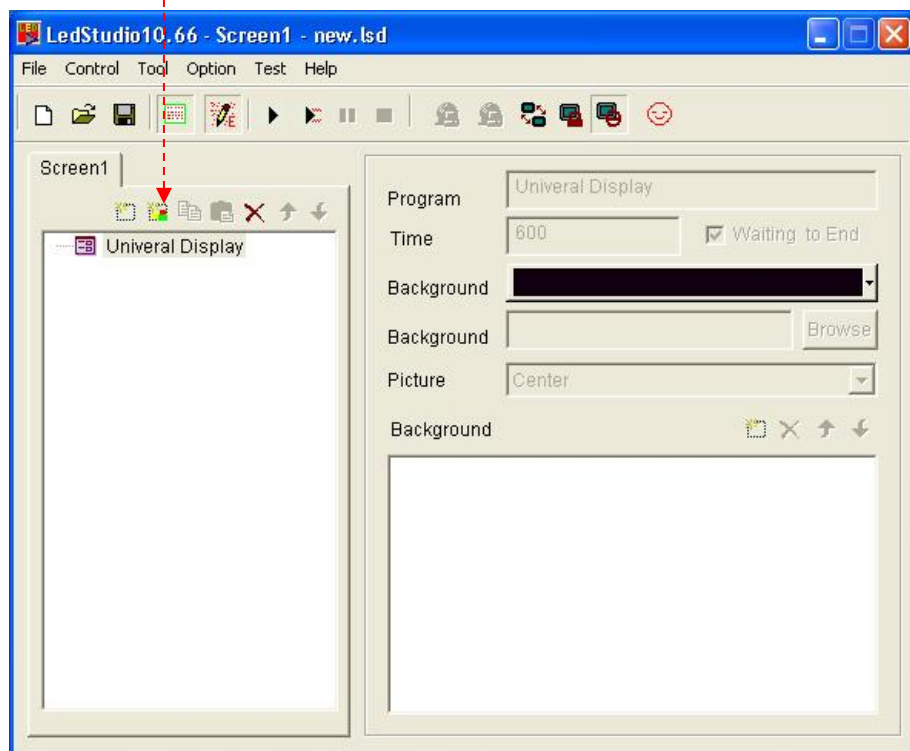 LedStudio10.66 - Screen1 - new.lsd
File Control Tool Option Test Help
Screen1
Univeral Display
Program Univeral Display
Time 600 Waiting to End
Background
Background Browse
Picture Center
Background